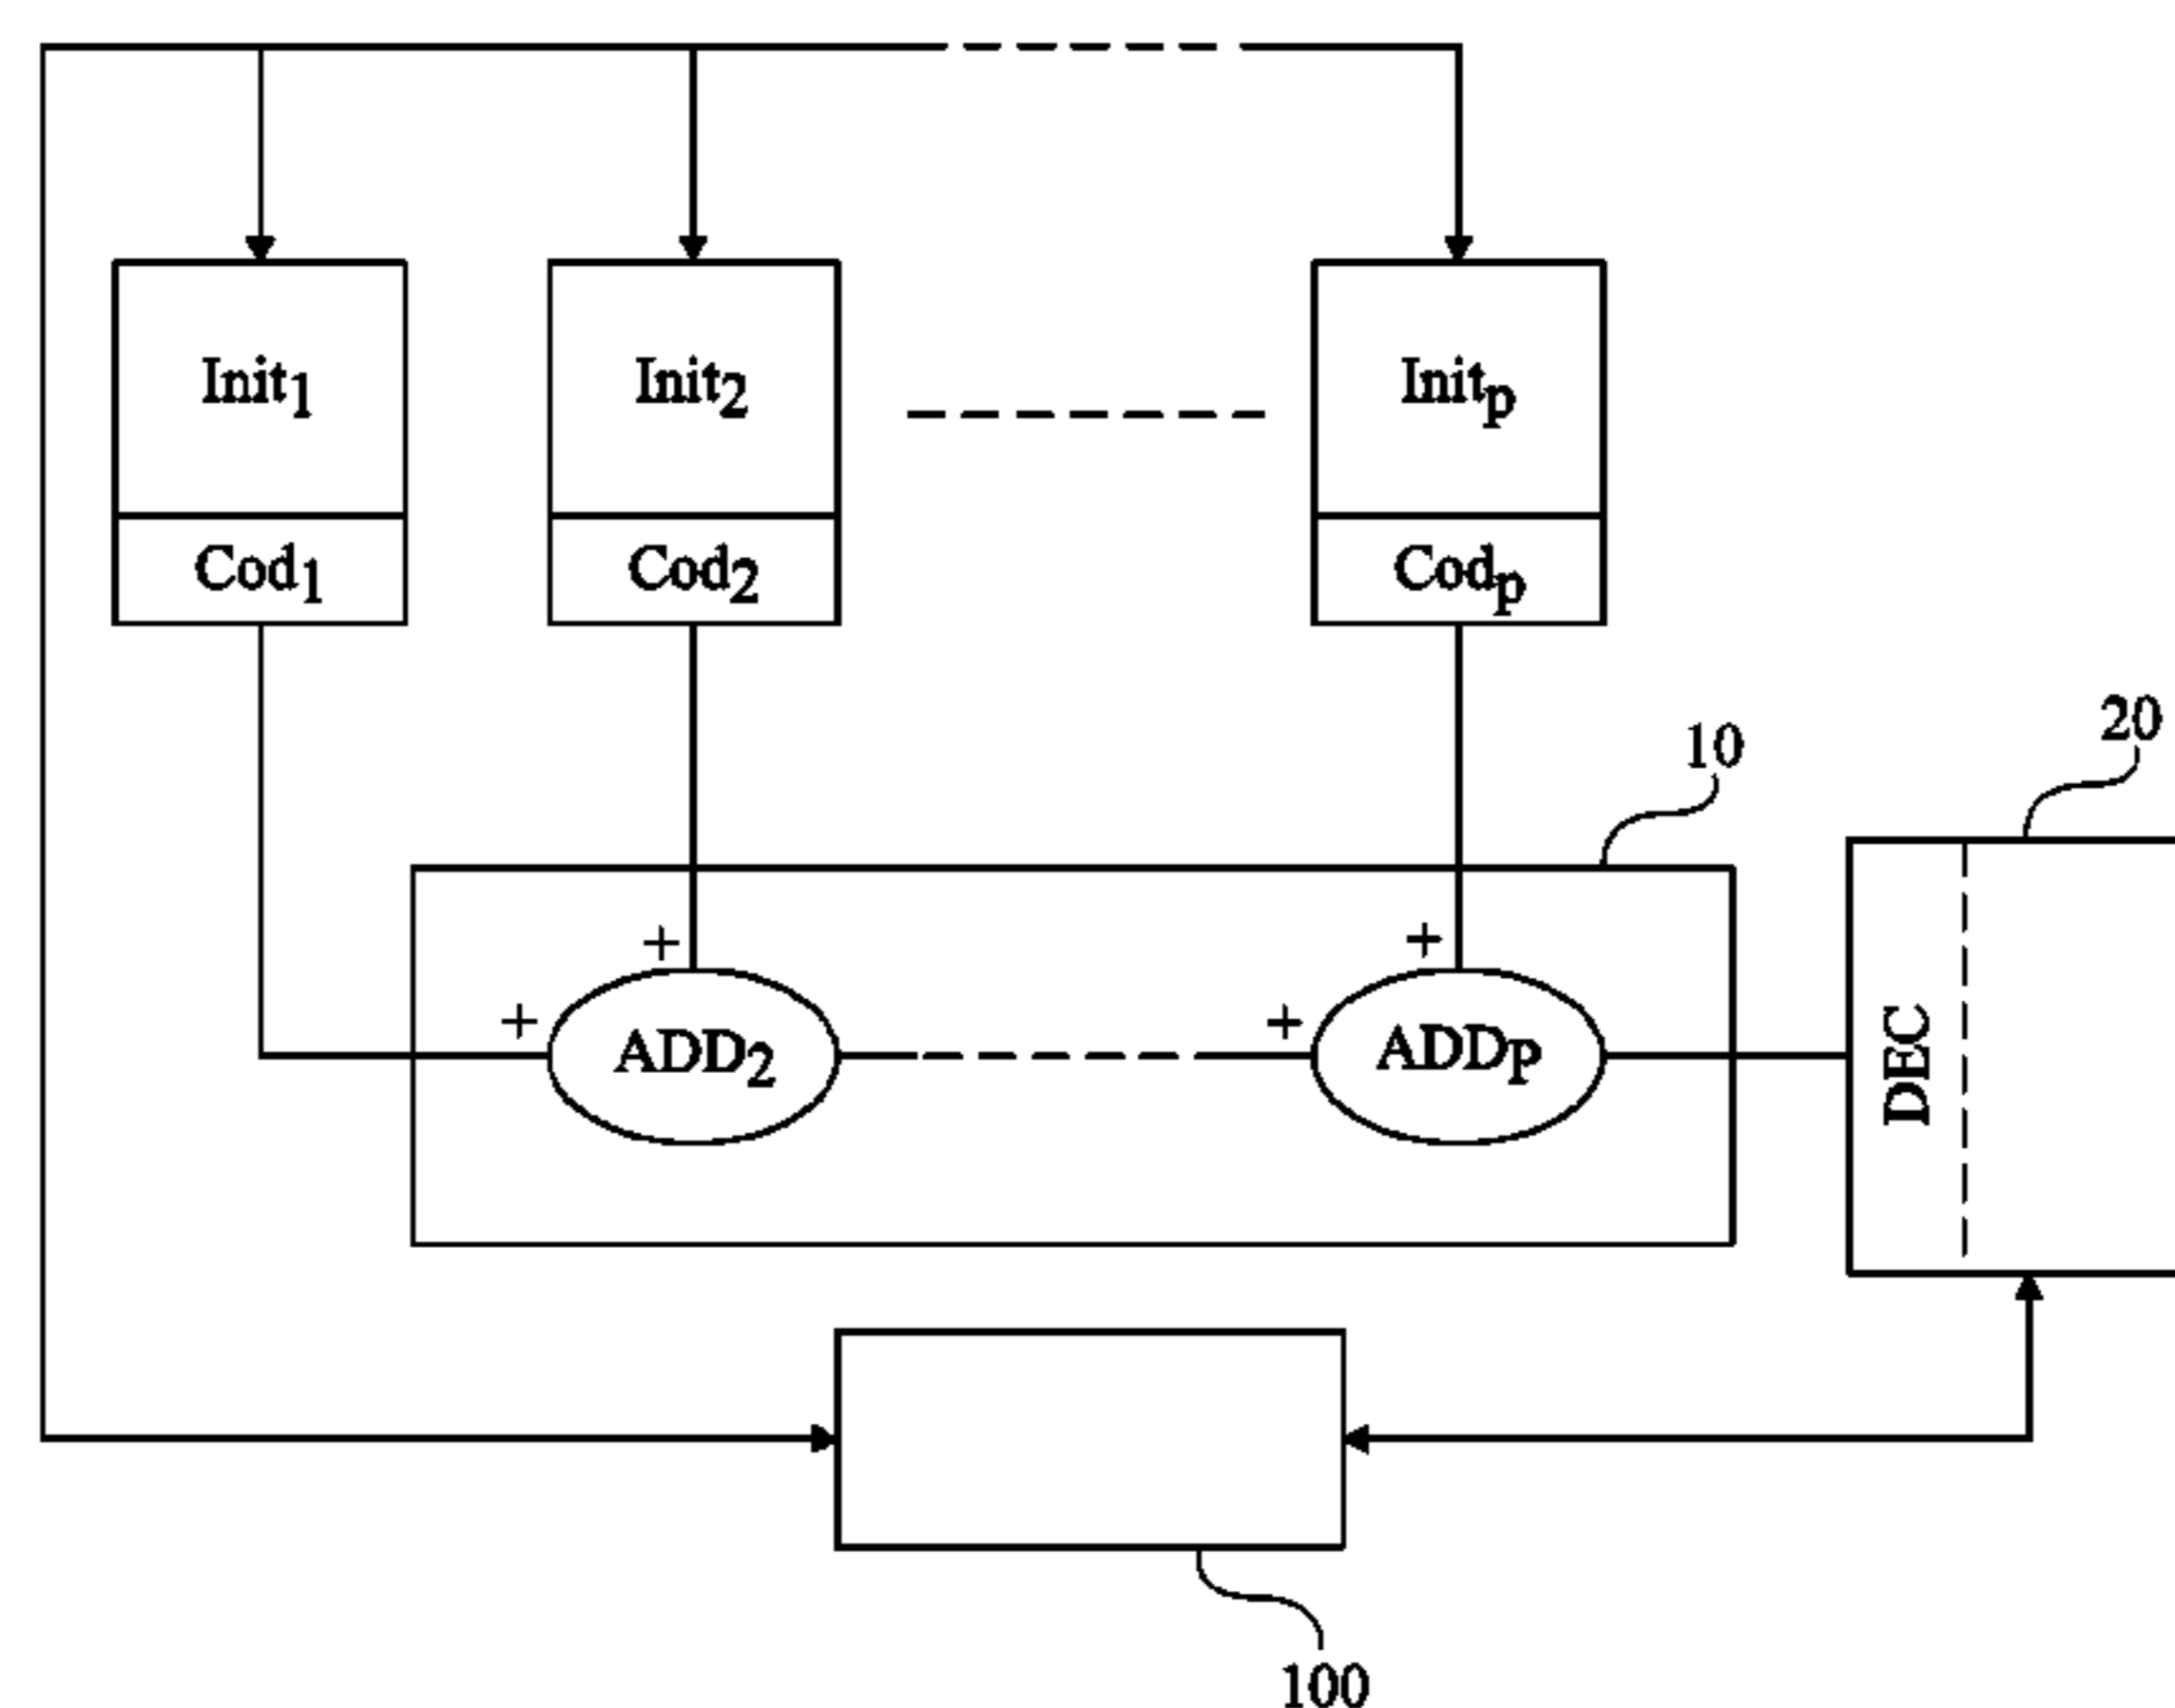 Init1
Init2
Initp
Cod1
Cod2
Codp
20
10
+
+
+
+
ADD2
ADDP
DEC
100